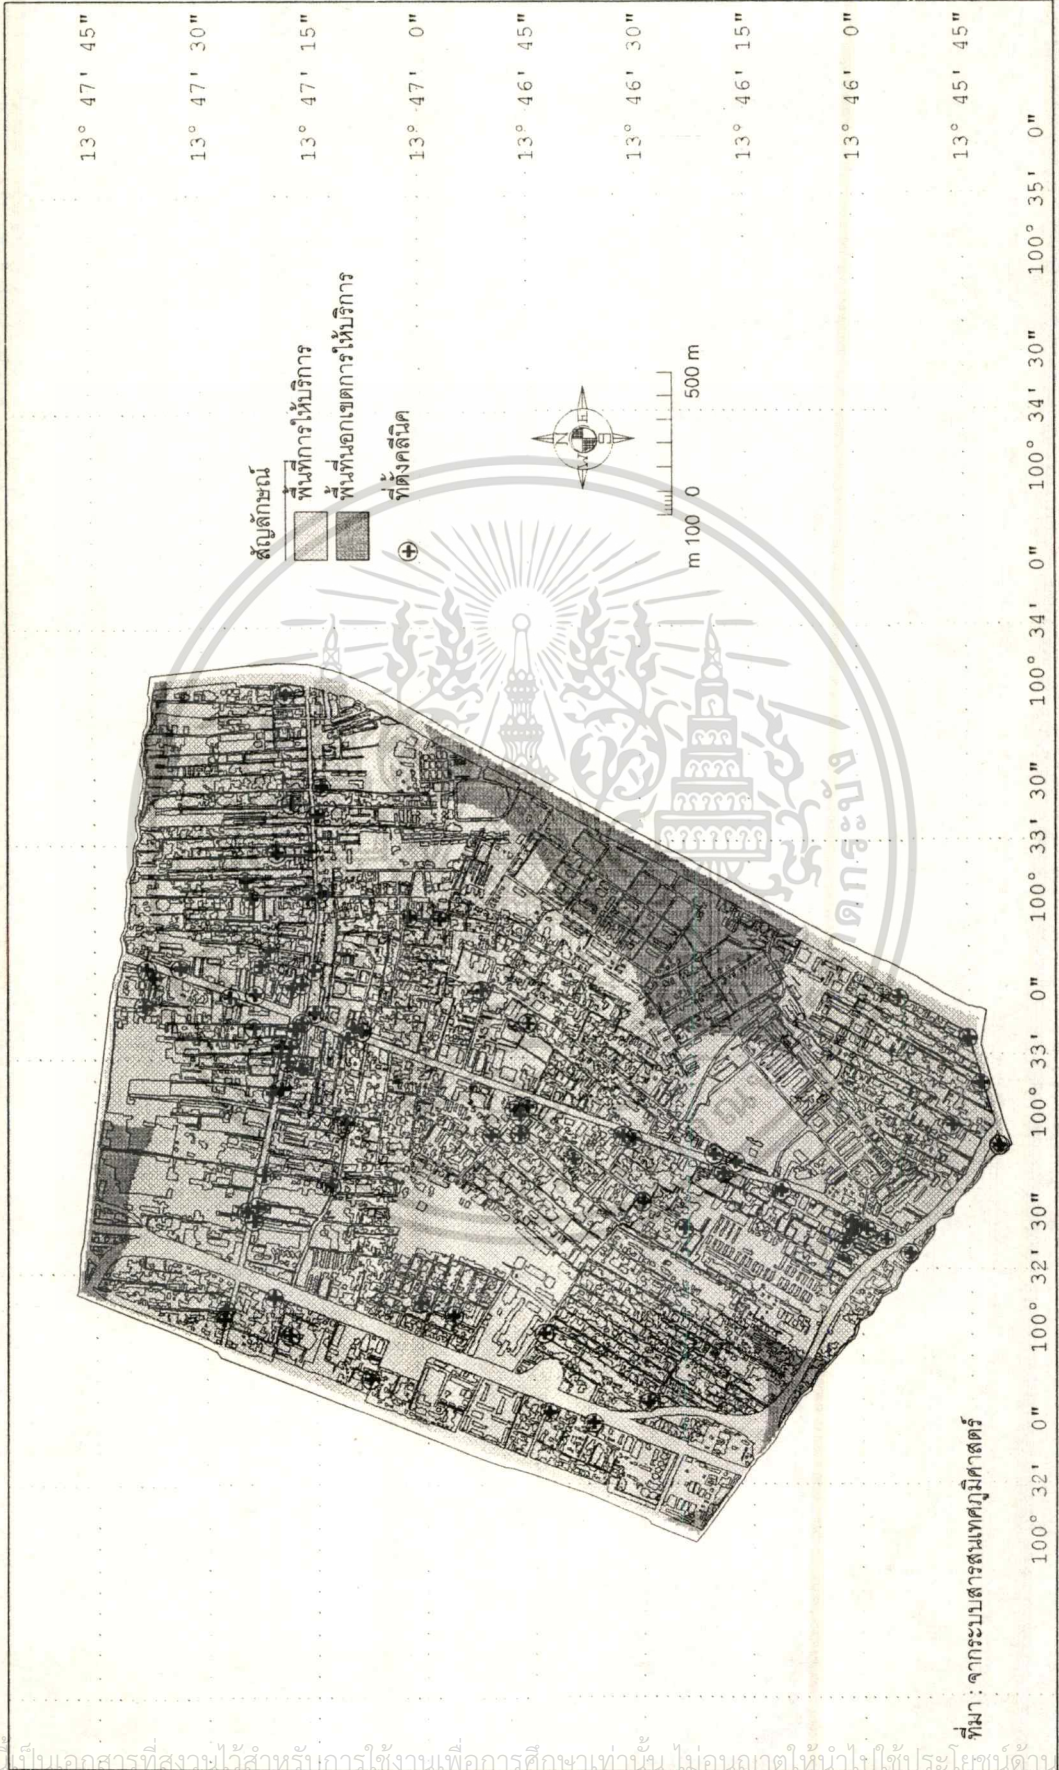 สัญลักษณ์
พื้นที่การให้บริการ
พื้นที่นอกเขตการให้บริการ
ที่ตั้งคลีนิค
N
W E
S
m 100 0 500 m
13° 47' 45"
13° 47' 30"
13° 47' 15"
13° 47' 0"
13° 46' 45"
13° 46' 30"
13° 46' 15"
13° 46' 0"
13° 45' 45"
100° 32' 0"
100° 32' 30"
100° 33' 0"
100° 33' 30"
100° 34' 0"
100° 34' 30"
100° 35' 0"
ที่มา : จากระบบสารสนเทศภูมิศาสตร์
เป็นเอกสารที่สงวนไว้สำหรับการใช้งานเพื่อการศึกษาเท่านั้น ไม่อนุญาตให้นำไปใช้ประโยชน์ด้าน